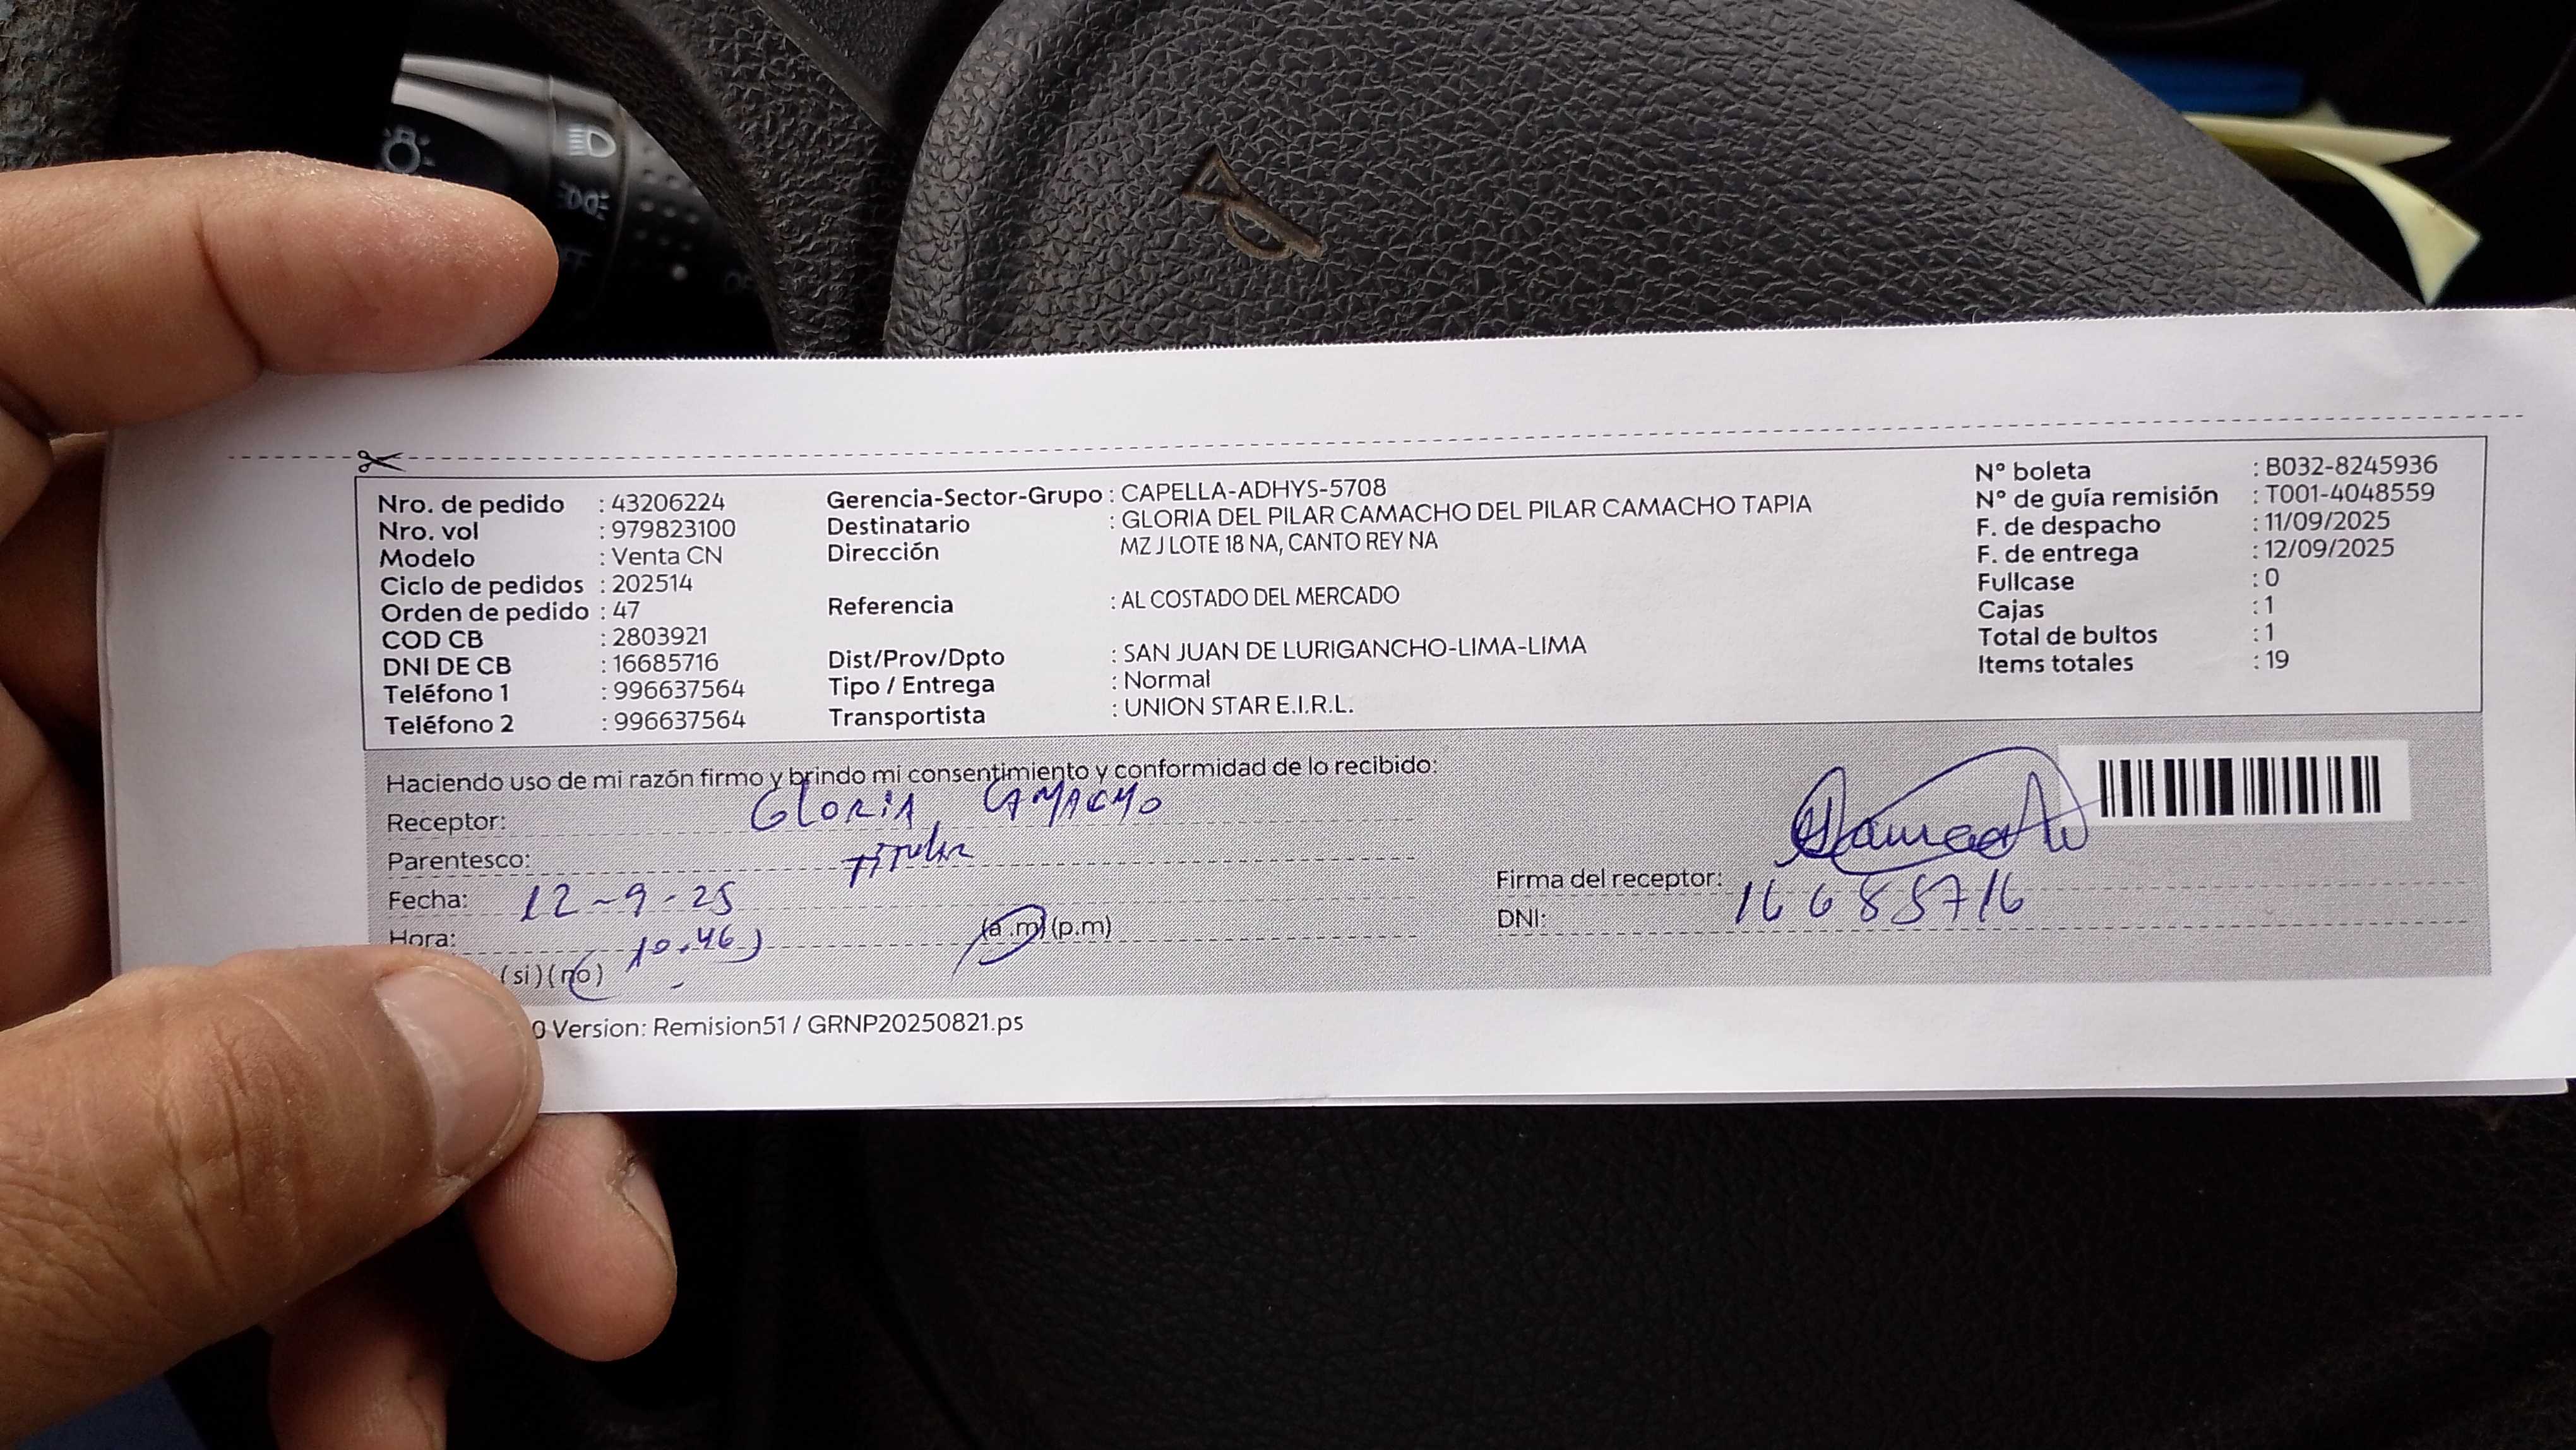 Nro. de pedido : 43206224
Nro. vol : 979823100
Modelo : Venta CN
Ciclo de pedidos : 202514
Orden de pedido : 47
COD CB : 2803921
DNI DE CB : 16685716
Teléfono 1 : 996637564
Teléfono 2 : 996637564
Gerencia-Sector-Grupo : CAPELLA-ADHYS-5708
Destinatario : GLORIA DEL PILAR CAMACHO DEL PILAR CAMACHO TAPIA
Dirección MZ J LOTE 18 NA, CANTO REY NA
Referencia : AL COSTADO DEL MERCADO
Dist/Prov/Dpto : SAN JUAN DE LURIGANCHO-LIMA-LIMA
Tipo / Entrega : Normal
Transportista : UNION STAR E.I.R.L.
N° boleta : B032-8245936
N° de guía remisión : T001-4048559
F. de despacho : 11/09/2025
F. de entrega : 12/09/2025
Fullcase : 0
Cajas : 1
Total de bultos : 1
Items totales : 19
Haciendo uso de mi razón firmo y brindo mi consentimiento y conformidad de lo recibido:
Receptor: GLORIA CAMACHO
Parentesco: TITULAR
Fecha: 12-9-25
Hora: 10.46 (a.m) (p.m)
(si) (no)
Firma del receptor:
DNI: 16685716
0 Version: Remision51 / GRNP20250821.ps